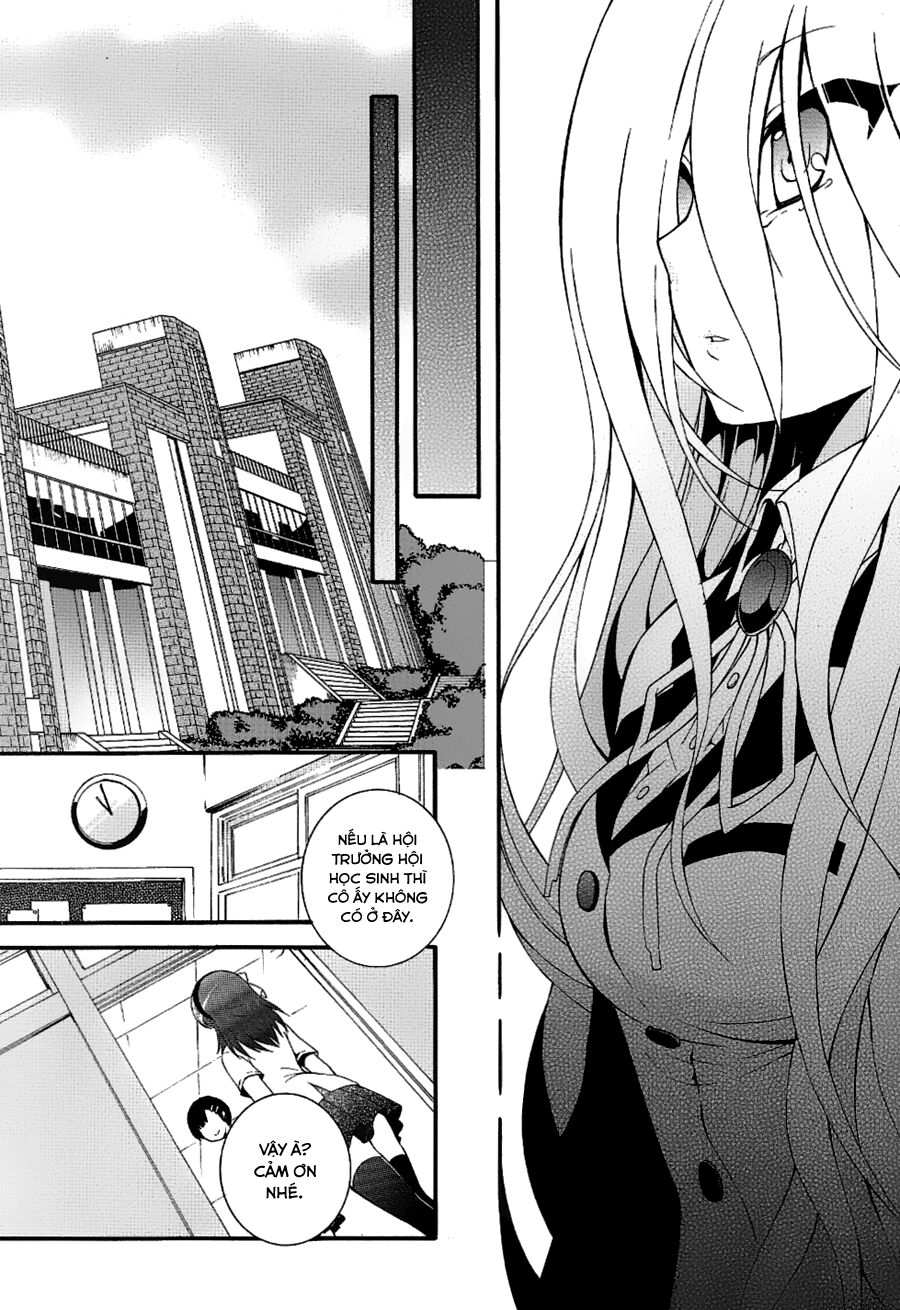 NẾU LÀ HỘI
TRƯỞNG HỘI
HỌC SINH THÌ
CÔ ẤY KHÔNG
CÓ Ở ĐÂY.
VẬY À?
CẢM ƠN
NHÉ.